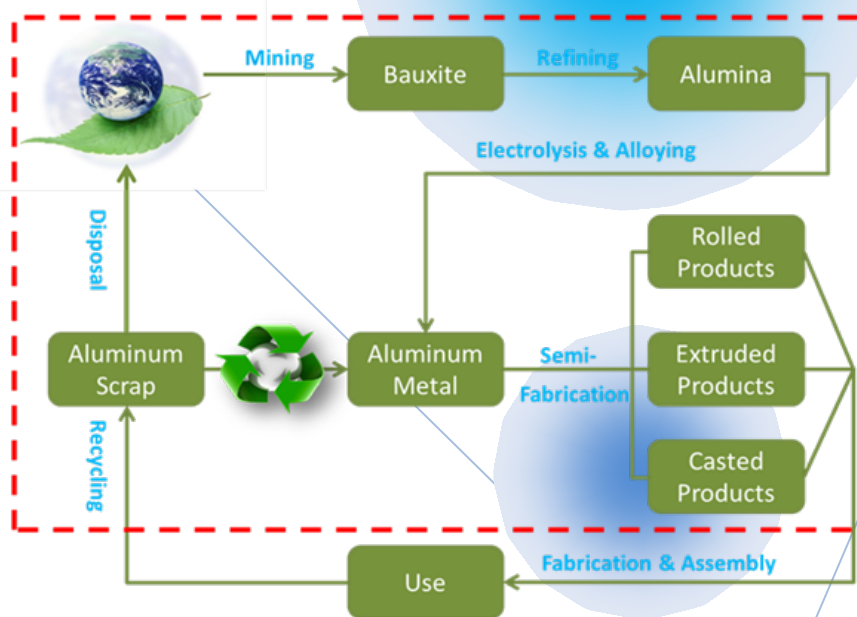 Mining
Bauxite
Refining
Alumina
Electrolysis & Alloying
Disposal
Rolled
Products
Aluminum
Scrap
Aluminum
Metal
Semi-
Fabrication
Extruded
Products
Recycling
Casted
Products
Use
Fabrication & Assembly